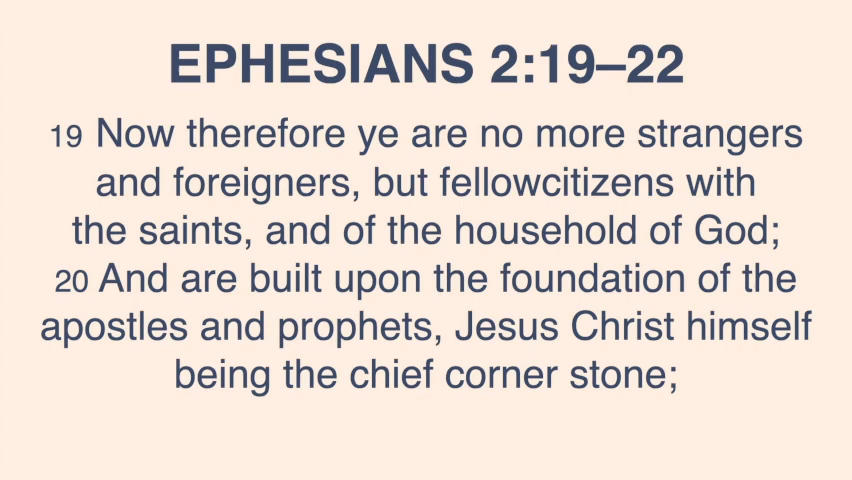 EPHESIANS 2:19–22
19 Now therefore ye are no more strangers
and foreigners, but fellowcitizens with
the saints, and of the household of God;
20 And are built upon the foundation of the
apostles and prophets, Jesus Christ himself
being the chief corner stone;